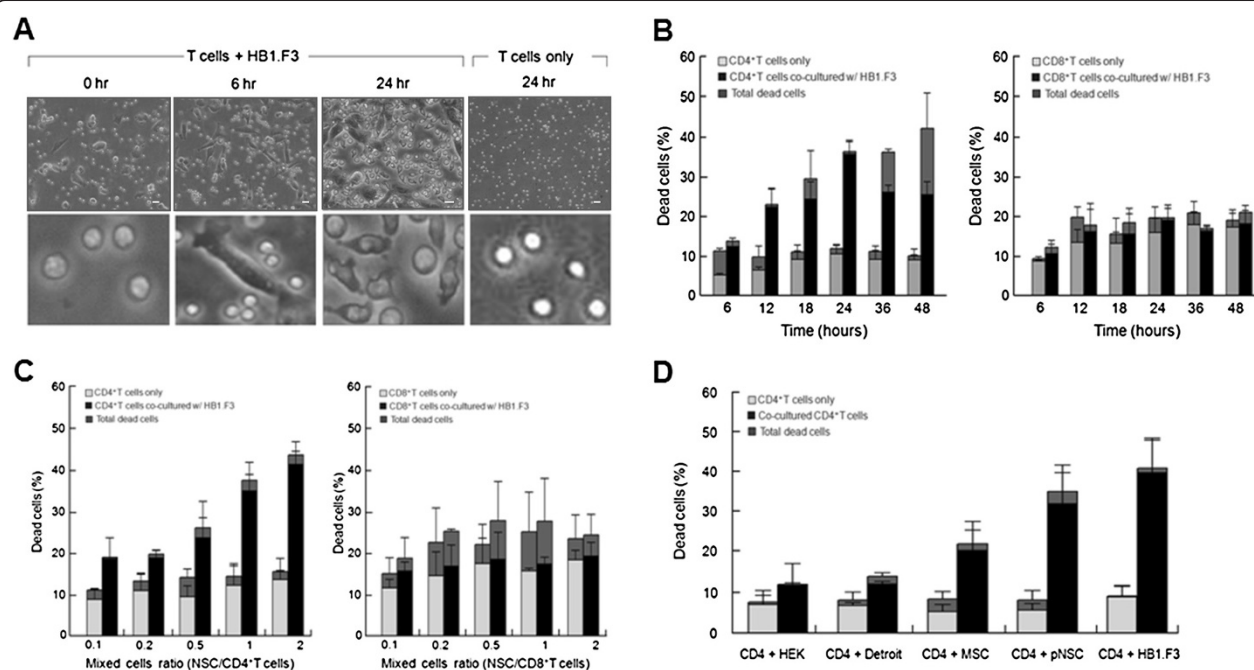 A
T cells + HB1.F3
T cells only
0 hr
6 hr
24 hr
24 hr
B
60
50
40
30
20
10
0
Dead cells (%)
CD4⁺T cells only
CD4⁺T cells co-cultured w/ HB1.F3
Total dead cells
6 12 18 24 36 48
Time (hours)
60
50
40
30
20
10
0
Dead cells (%)
CD8⁺T cells only
CD8⁺T cells co-cultured w/ HB1.F3
Total dead cells
6 12 18 24 36 48
Time (hours)
C
60
50
40
30
20
10
0
Dead cells (%)
CD4⁺T cells only
CD4⁺T cells co-cultured w/ HB1.F3
Total dead cells
0.1 0.2 0.5 1 2
Mixed cells ratio (NSC/CD4⁺T cells)
60
50
40
30
20
10
0
Dead cells (%)
CD8⁺T cells only
CD8⁺T cells co-cultured w/ HB1.F3
Total dead cells
0.1 0.2 0.5 1 2
Mixed cells ratio (NSC/CD8⁺T cells)
D
60
50
40
30
20
10
0
Dead cells (%)
CD4⁺T cells only
Co-cultured CD4⁺T cells
Total dead cells
CD4 + HEK CD4 + Detroit CD4 + MSC CD4 + pNSC CD4 + HB1.F3